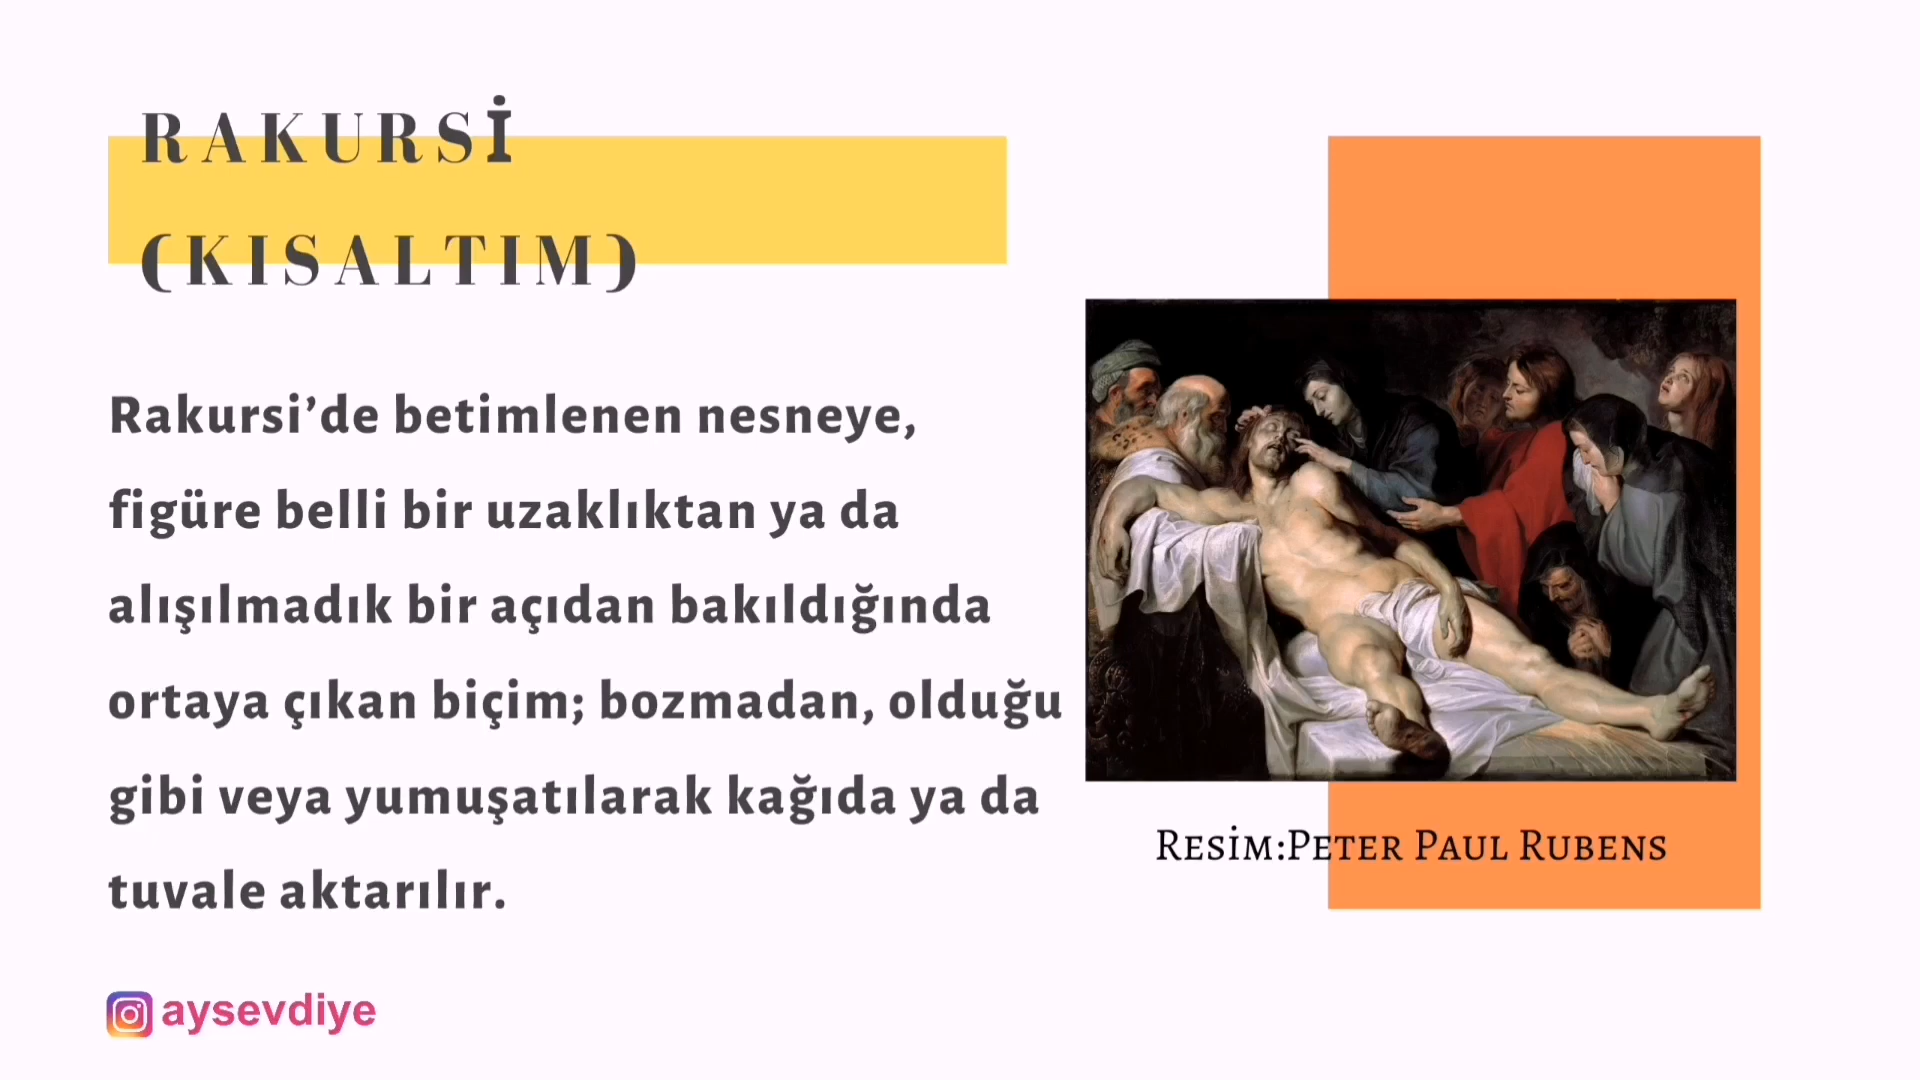 RAKURSİ
(KISALTIM)
Rakursi’de betimlenen nesneye,
figüre belli bir uzaklıktan ya da
alışılmadık bir açıdan bakıldığında
ortaya çıkan biçim; bozmadan, olduğu
gibi veya yumuşatılarak kağıda ya da
tuvale aktarılır.
Resim:Peter Paul Rubens
aysevdiye